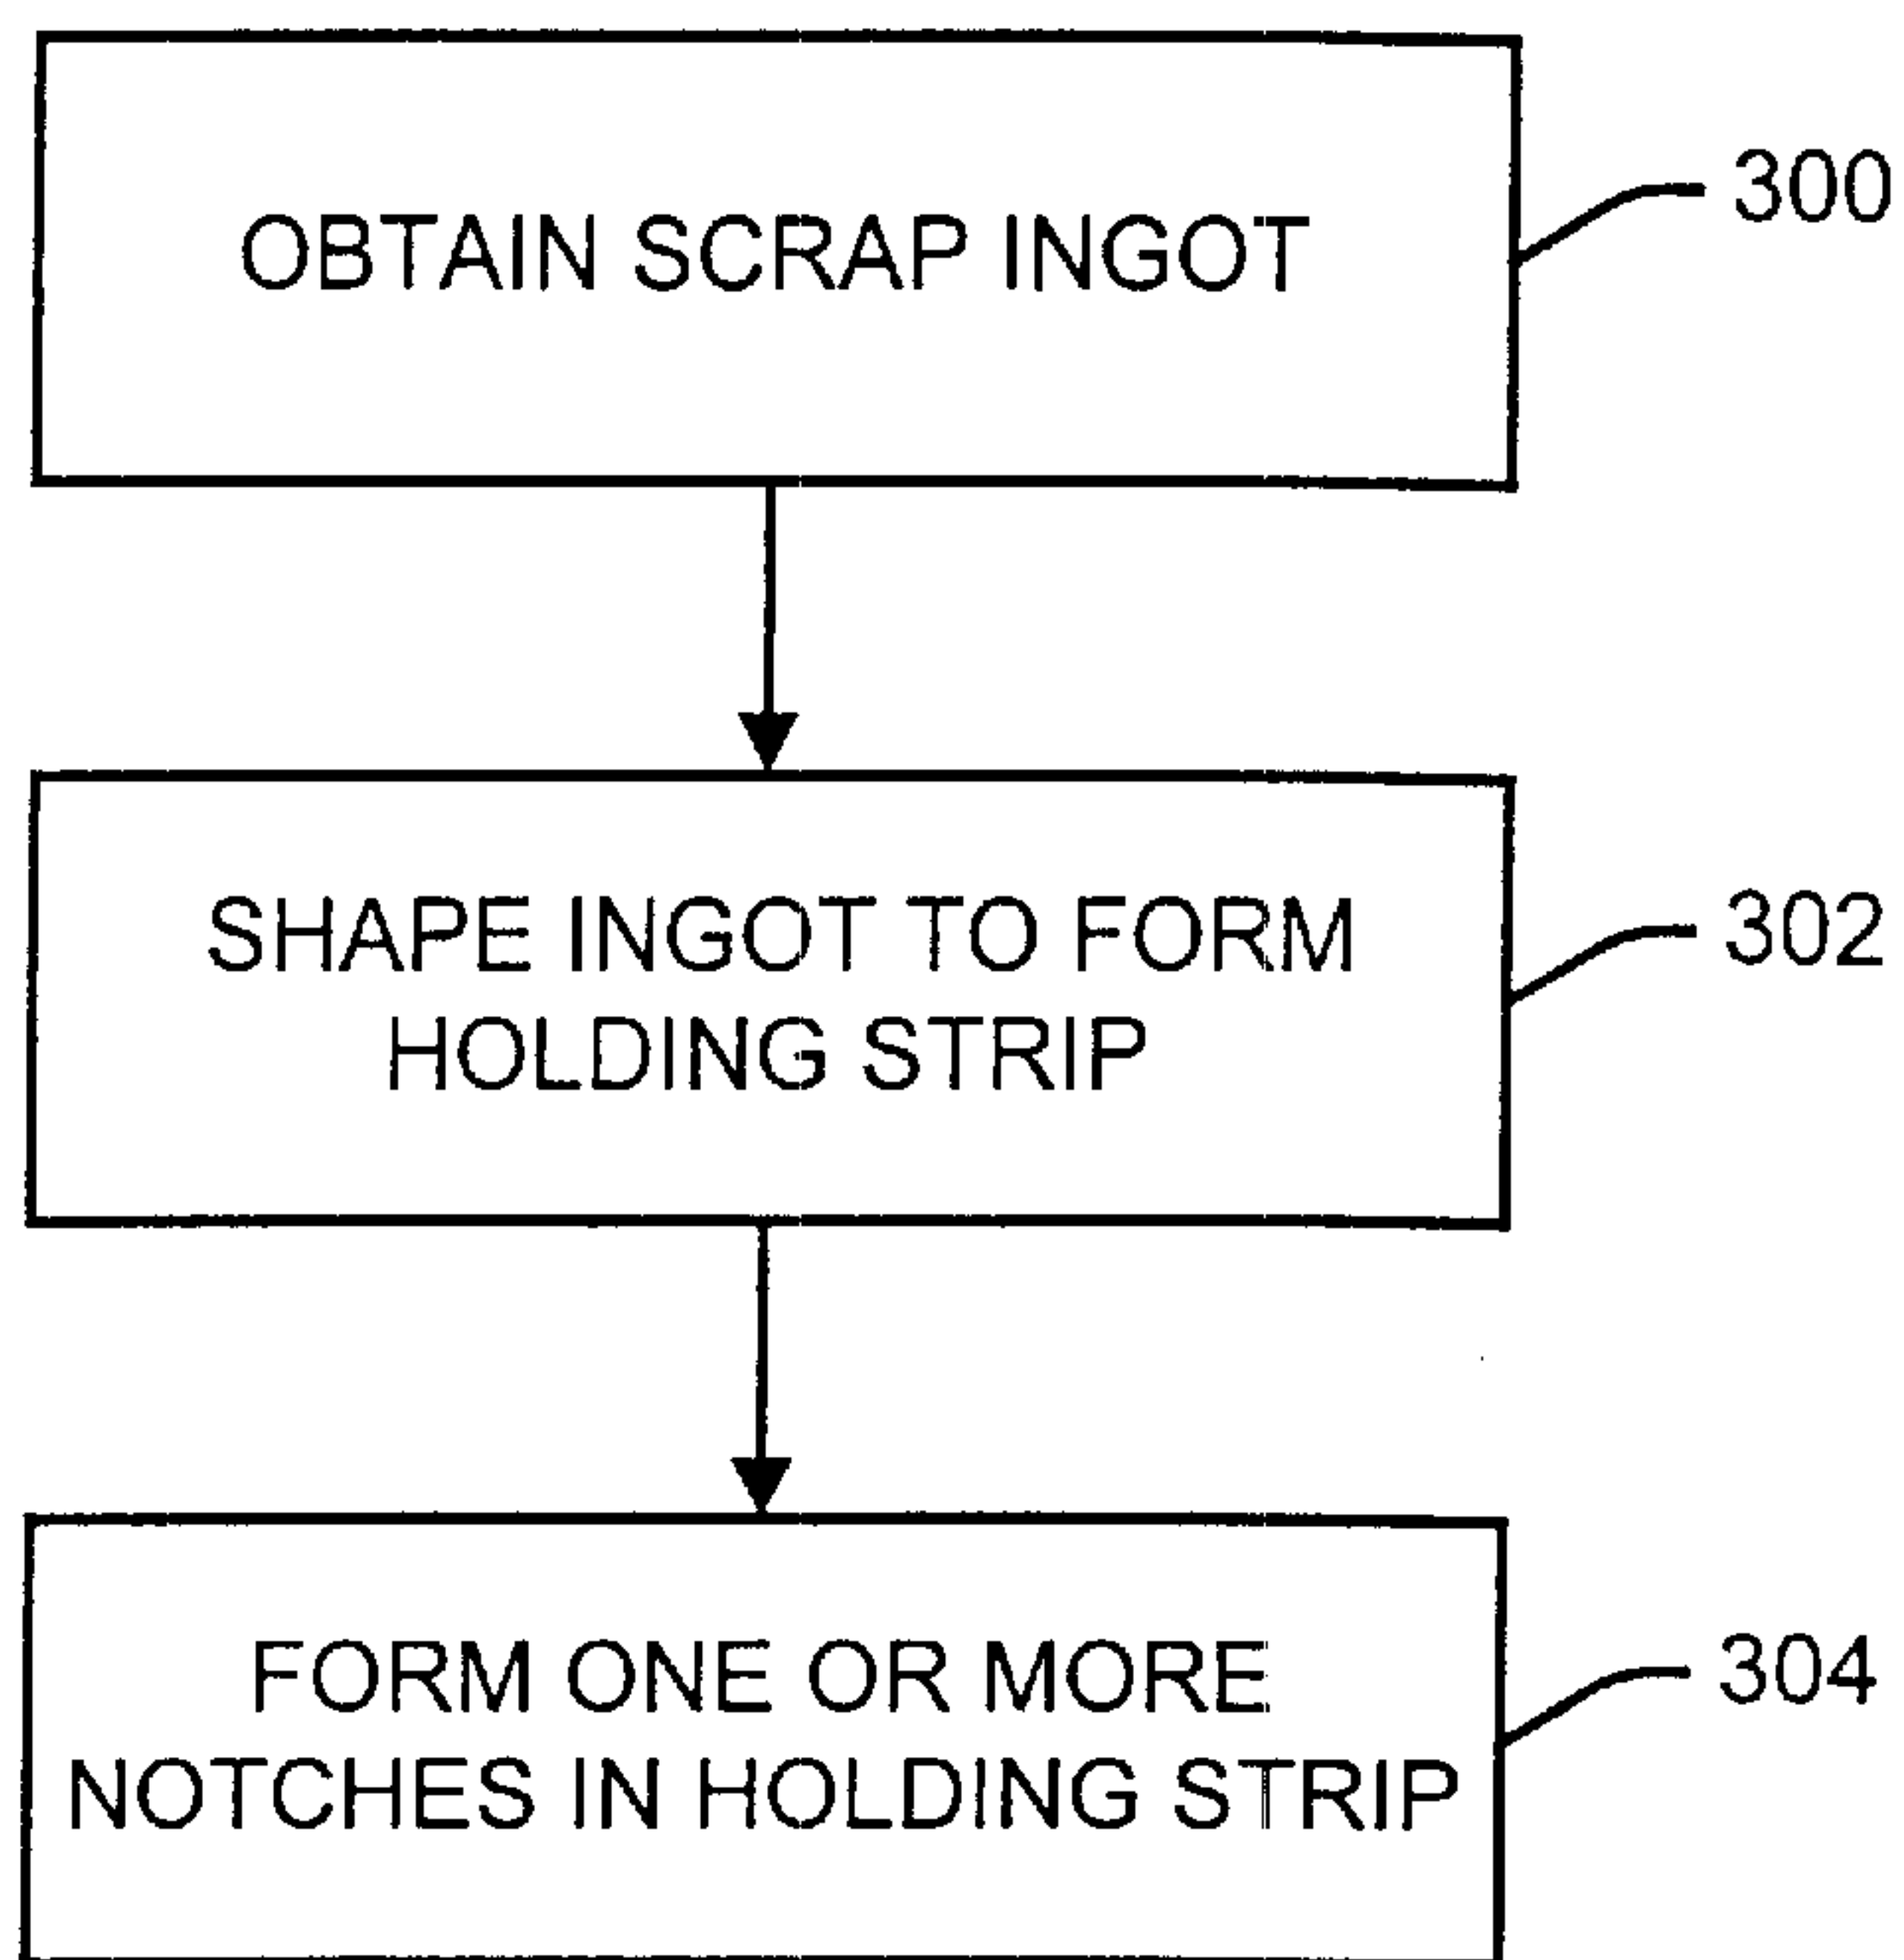 OBTAIN SCRAP INGOT
300
SHAPE INGOT TO FORM
HOLDING STRIP
302
FORM ONE OR MORE
NOTCHES IN HOLDING STRIP
304